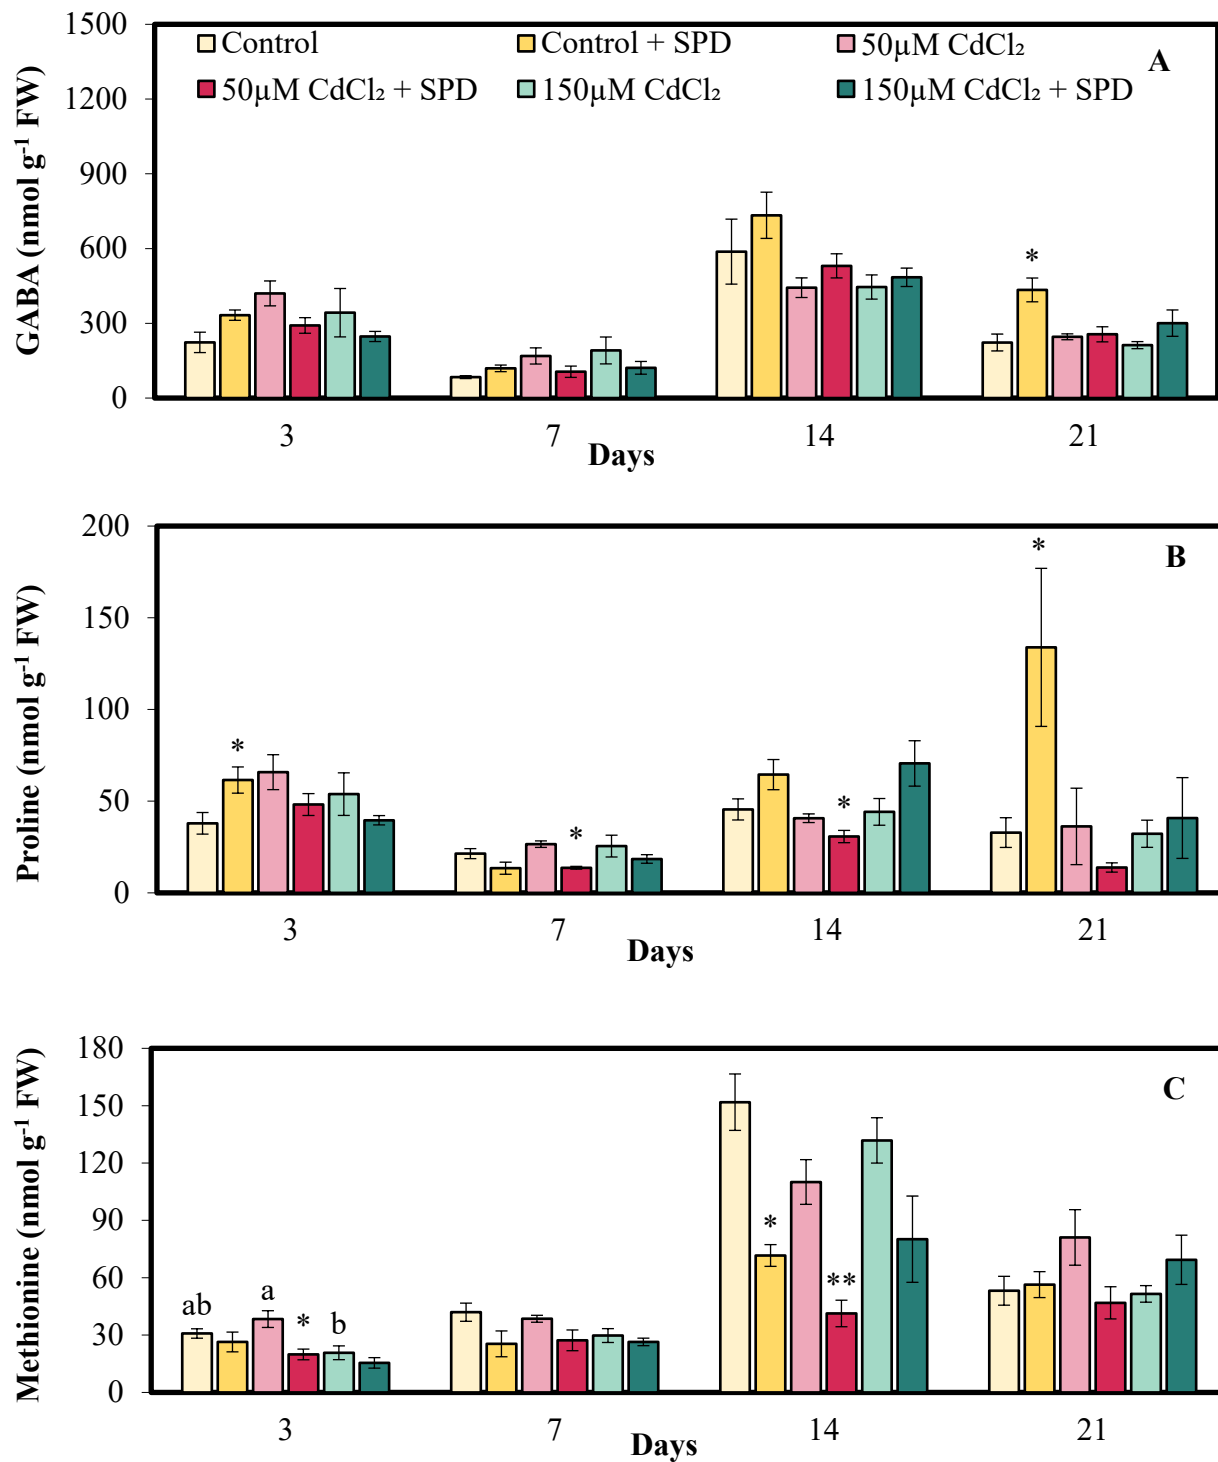 1500
1200
900
600
300
0
GABA (nmol g⁻¹ FW)
Control
Control + SPD
50µM CdCl₂
50µM CdCl₂ + SPD
150µM CdCl₂
150µM CdCl₂ + SPD
A
*
3 7 14 21
Days
200
150
100
50
0
Proline (nmol g⁻¹ FW)
B
* * * *
3 7 14 21
Days
180
150
120
90
60
30
0
Methionine (nmol g⁻¹ FW)
C
ab a * b * **
3 7 14 21
Days